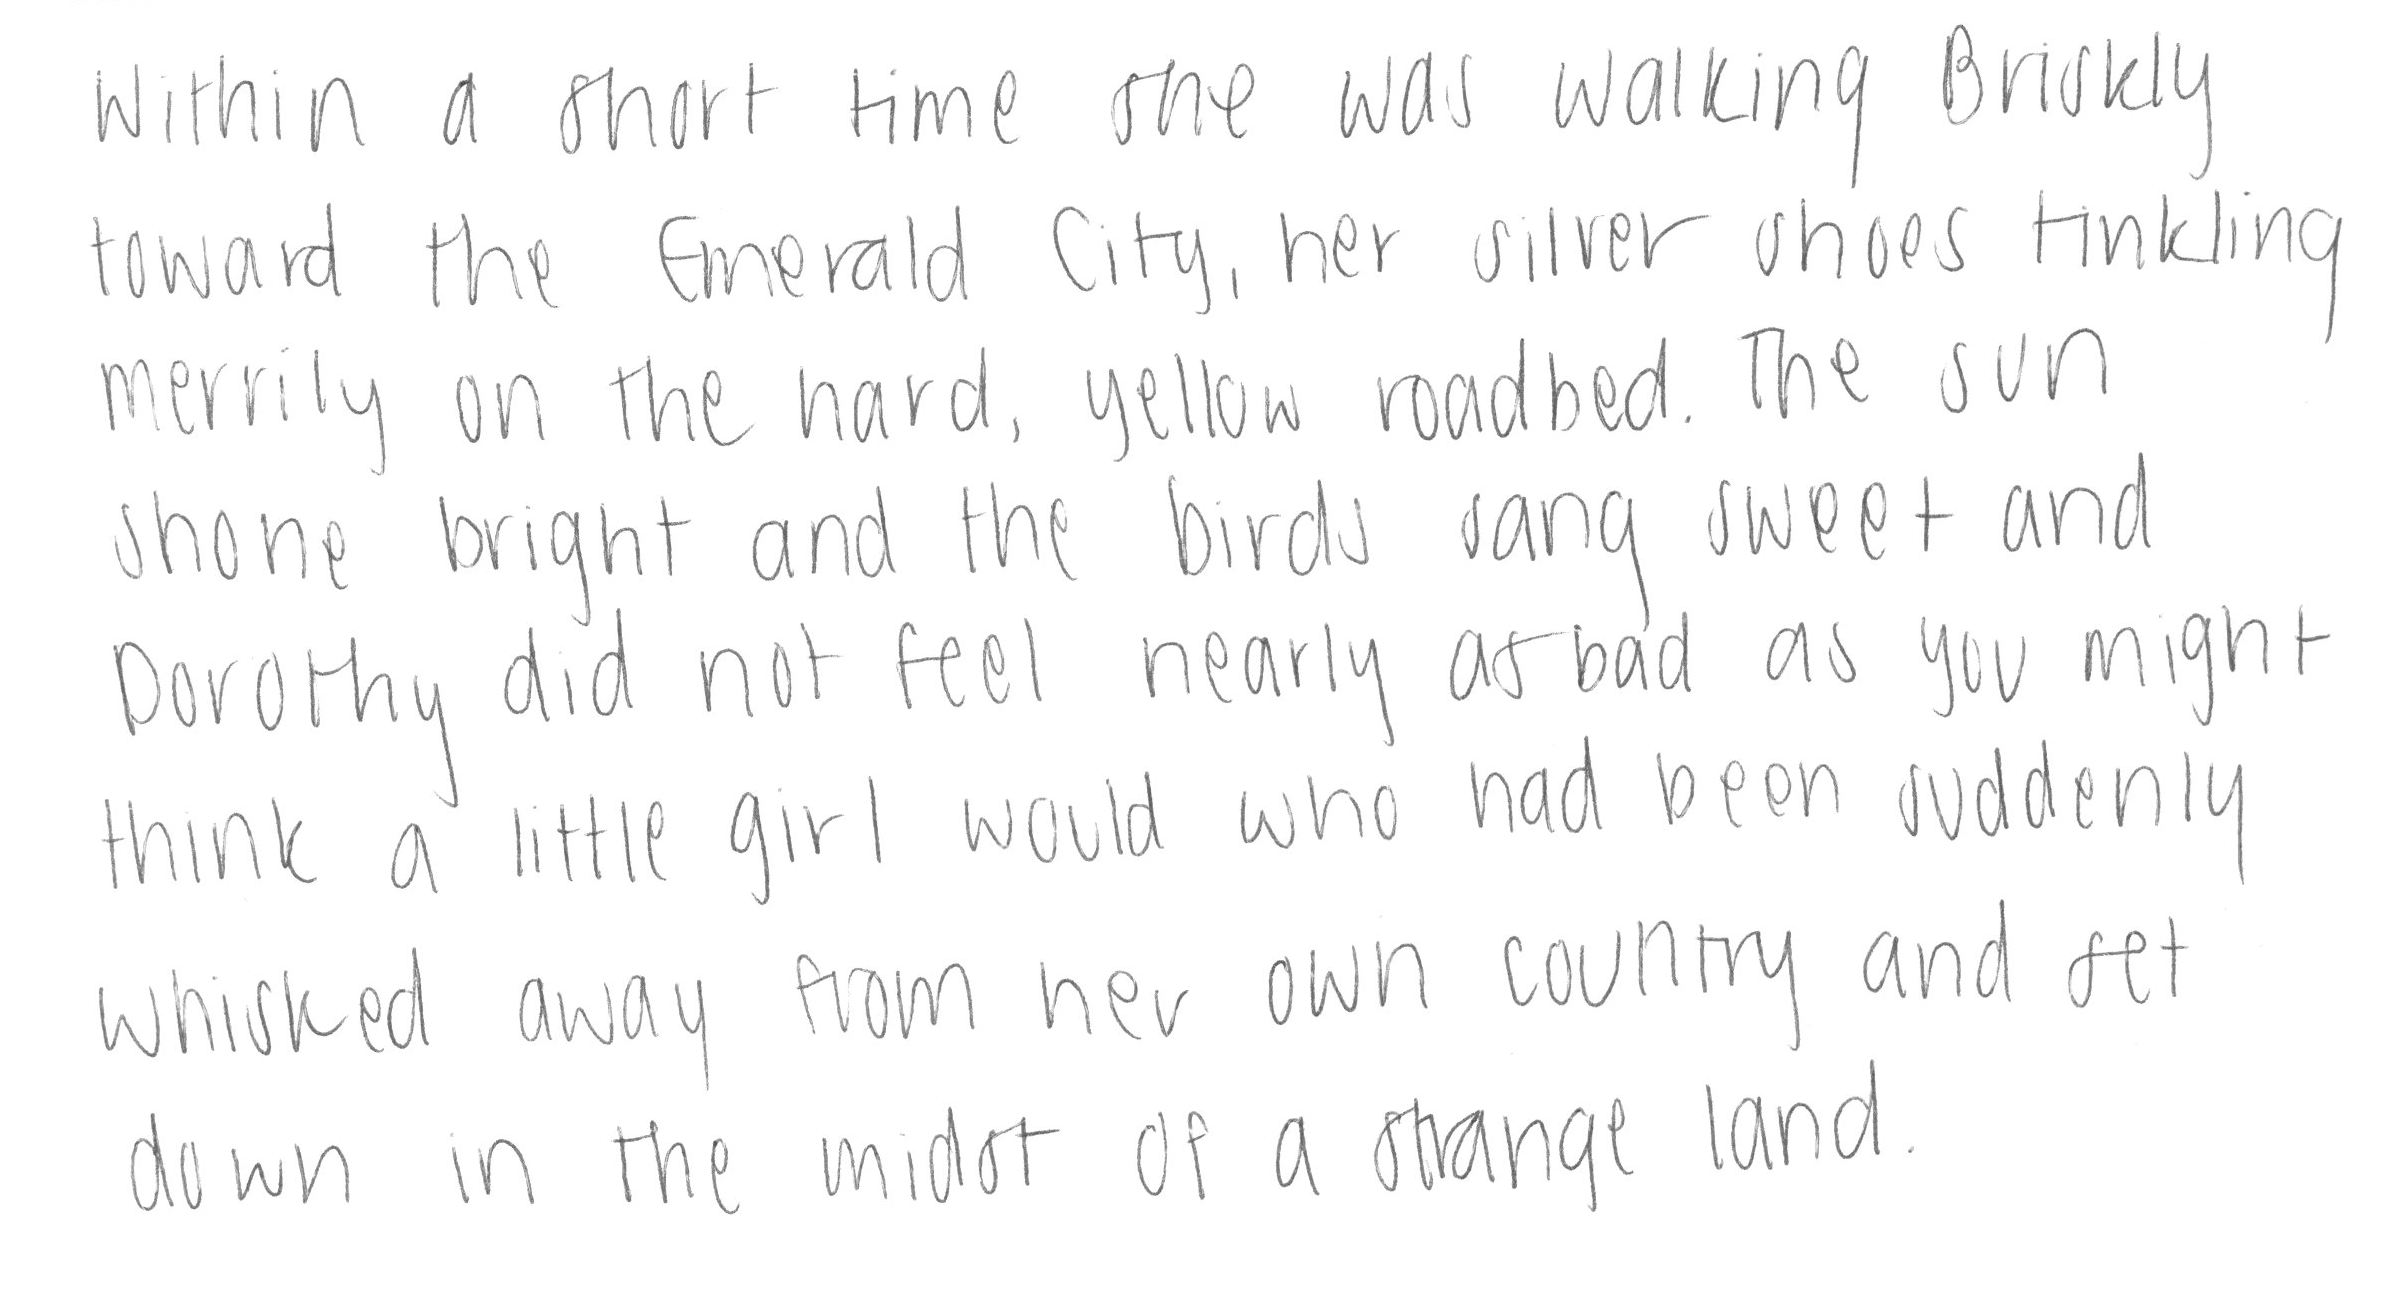 Within a short time she was walking Briskly
toward the Emerald City, her silver shoes tinkling
merrily on the hard, yellow roadbed. The sun
shone bright and the birds sang sweet and
Dorothy did not feel nearly as bad as you might
think a little girl would who had been suddenly
whisked away from her own country and set
down in the midst of a strange land.